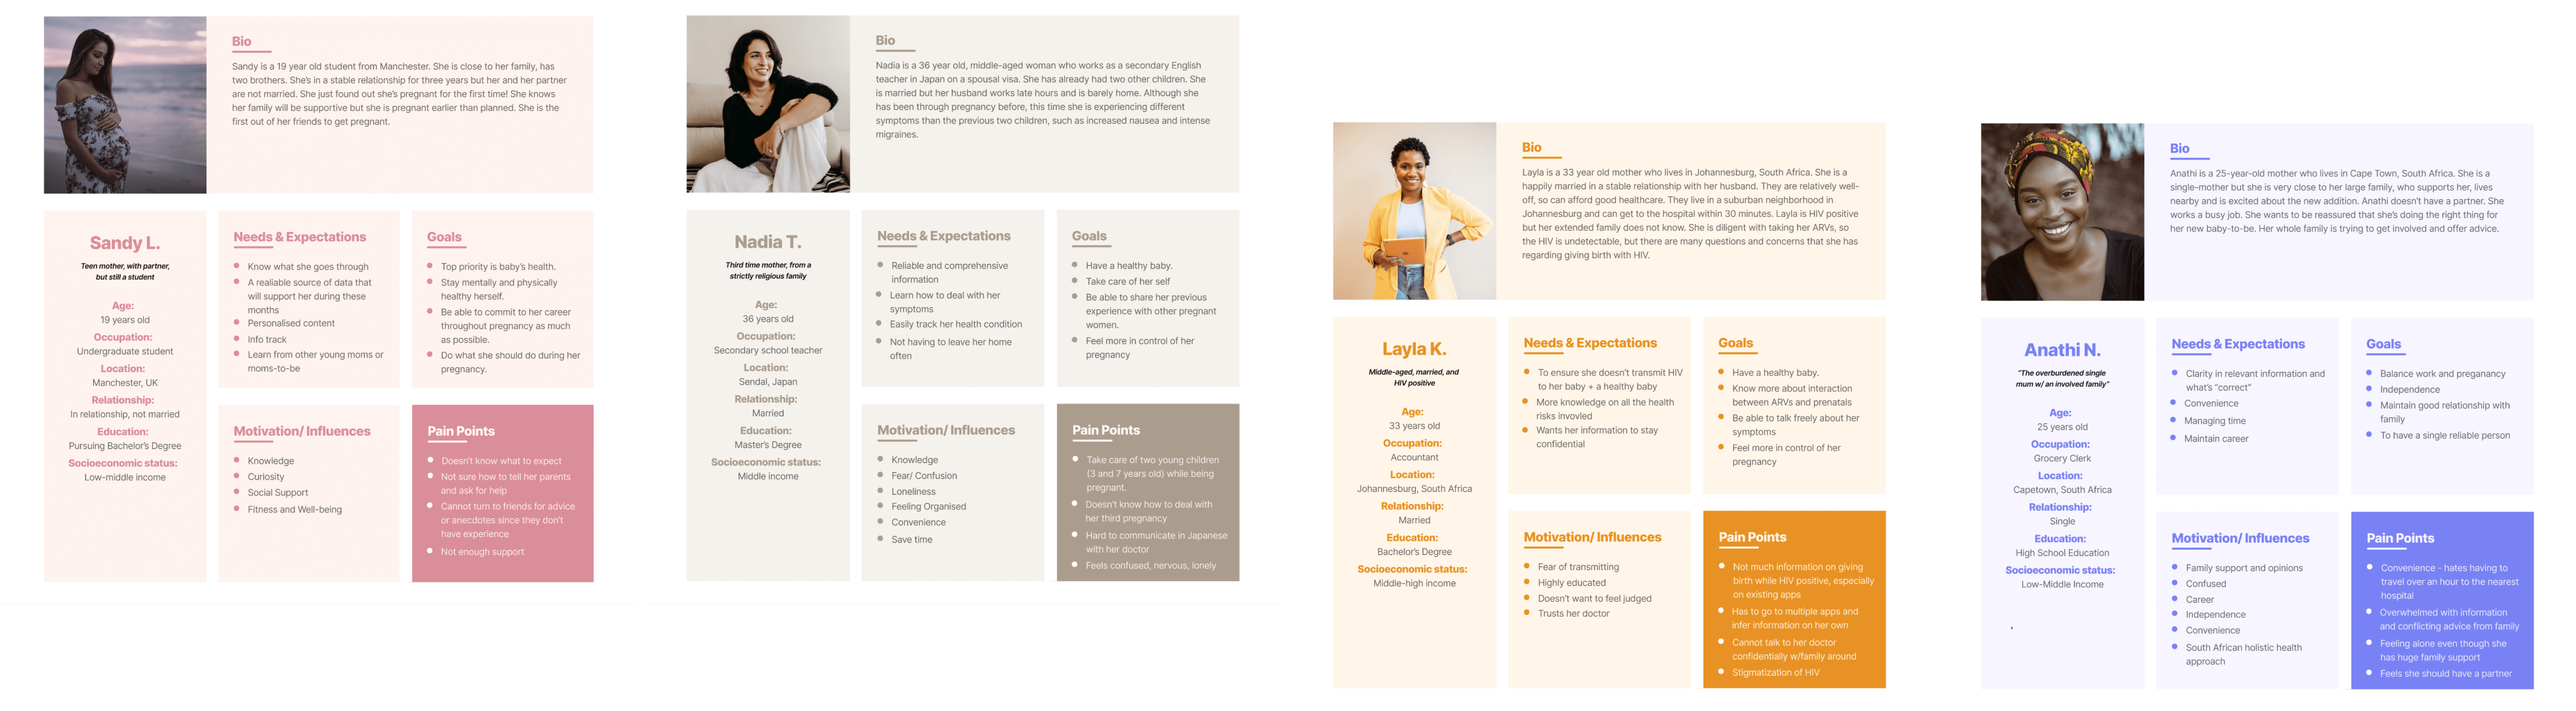 Bio
Sandy is a 19 year old student from Manchester. She is close to her family, has
two brothers. She's in a stable relationship for three years but her and her partner
are not married. She just found out she's pregnant for the first time! She knows
her family will be supportive but she is pregnant earlier than planned. She is the
first out of her friends to get pregnant.
Sandy L.
Teen mother, with partner,
but still a student
Age:
19 years old
Occupation:
Undergraduate student
Location:
Manchester, UK
Relationship:
In relationship, not married
Education:
Pursuing Bachelor's Degree
Socioeconomic status:
Low-middle income
Needs & Expectations
Know what she goes through
A realiable source of data that
will support her during these
months
Personalised content
Info track
Learn from other young moms or
moms-to-be
Goals
Top priority is baby's health.
Stay mentally and physically
healthy herself.
Be able to commit to her career
throughout pregnancy as much
as possible.
Do what she should do during her
pregnancy.
Motivation/ Influences
Knowledge
Curiosity
Social Support
Fitness and Well-being
Pain Points
Doesn't know what to expect
Not sure how to tell her parents
and ask for help
Cannot turn to friends for advice
or anecdotes since they don't
have experience
Not enough support
Bio
Nadia is a 36 year old, middle-aged woman who works as a secondary English
teacher in Japan on a spousal visa. She has already had two other children. She
is married but her husband works late hours and is barely home. Although she
has been through pregnancy before, this time she is experiencing different
symptoms than the previous two children, such as increased nausea and intense
migraines.
Nadia T.
Third time mother, from a
strictly religious family
Age:
36 years old
Occupation:
Secondary school teacher
Location:
Sendal, Japan
Relationship:
Married
Education:
Master's Degree
Socioeconomic status:
Middle income
Needs & Expectations
Reliable and comprehensive
information
Learn how to deal with her
symptoms
Easily track her health condition
Not having to leave her home
often
Goals
Have a healthy baby.
Take care of her self
Be able to share her previous
experience with other pregnant
women.
Feel more in control of her
pregnancy
Motivation/ Influences
Knowledge
Fear/ Confusion
Loneliness
Feeling Organised
Convenience
Save time
Pain Points
Take care of two young children
(3 and 7 years old) while being
pregnant.
Doesn't know how to deal with
her third pregnancy
Hard to communicate in Japanese
with her doctor
Feels confused, nervous, lonely
Bio
Layla is a 33 year old mother who lives in Johannesburg, South Africa. She is a
happily married in a stable relationship with her husband. They are relatively well-
off, so can afford good healthcare. They live in a suburban neighborhood in
Johannesburg and can get to the hospital within 30 minutes. Layla is HIV positive
but her extended family does not know. She is diligent with taking her ARVs, so
the HIV is undetectable, but there are many questions and concerns that she has
regarding giving birth with HIV.
Layla K.
Middle-aged, married, and
HIV positive
Age:
33 years old
Occupation:
Accountant
Location:
Johannesburg, South Africa
Relationship:
Married
Education:
Bachelor's Degree
Socioeconomic status:
Middle-high income
Needs & Expectations
To ensure she doesn't transmit HIV
to her baby + a healthy baby
More knowledge on all the health
risks invovled
Wants her information to stay
confidential
Goals
Have a healthy baby.
Know more about interaction
between ARVs and prenatals
Be able to talk freely about her
symptoms
Feel more in control of her
pregnancy
Motivation/ Influences
Fear of transmitting
Highly educated
Doesn't want to feel judged
Trusts her doctor
Pain Points
Not much information on giving
birth while HIV positive, especially
on existing apps
Has to go to multiple apps and
infer information on her own
Cannot talk to her doctor
confidentially w/family around
Stigmatization of HIV
Bio
Anathi is a 25-year-old mother who lives in Cape Town, South Africa. She is a
single-mother but she is very close to her large family, who supports her, lives
nearby and is excited about the new addition. Anathi doesn't have a partner. She
works a busy job. She wants to be reassured that she's doing the right thing for
her new baby-to-be. Her whole family is trying to get involved and offer advice.
Anathi N.
"The overburdened single
mum w/ an involved family"
Age:
25 years old
Occupation:
Grocery Clerk
Location:
Capetown, South Africa
Relationship:
Single
Education:
High School Education
Socioeconomic status:
Low-Middle Income
Needs & Expectations
Clarity in relevant information and
what's "correct"
Convenience
Managing time
Maintain career
Goals
Balance work and preganancy
Independence
Maintain good relationship with
family
To have a single reliable person
Motivation/ Influences
Family support and opinions
Confused
Career
Independence
Convenience
South African holistic health
approach
Pain Points
Convenience - hates having to
travel over an hour to the nearest
hospital
Overwhelmed with information
and conflicting advice from family
Feeling alone even though she
has huge family support
Feels she should have a partner